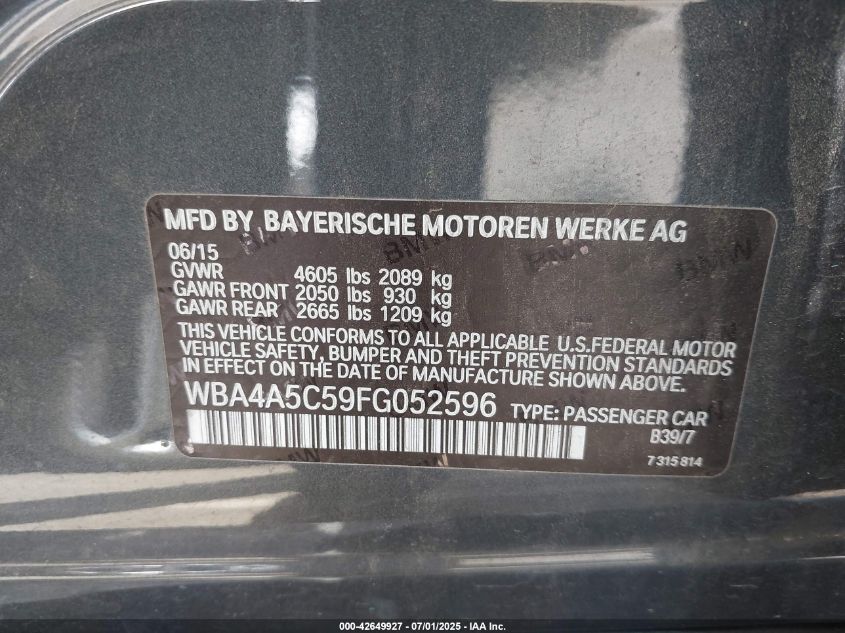 MFD BY BAYERISCHE MOTOREN WERKE AG
06/15
GVWR 4605 lbs 2089 kg
GAWR FRONT 2050 lbs 930 kg
GAWR REAR 2665 lbs 1209 kg
THIS VEHICLE CONFORMS TO ALL APPLICABLE U.S.FEDERAL MOTOR
VEHICLE SAFETY, BUMPER AND THEFT PREVENTION STANDARDS
IN EFFECT ON THE DATE OF MANUFACTURE SHOWN ABOVE.
WBA4A5C59FG052596 TYPE: PASSENGER CAR
B39/7
7 315 814
000-42649927 - 07/01/2025 - IAA Inc.